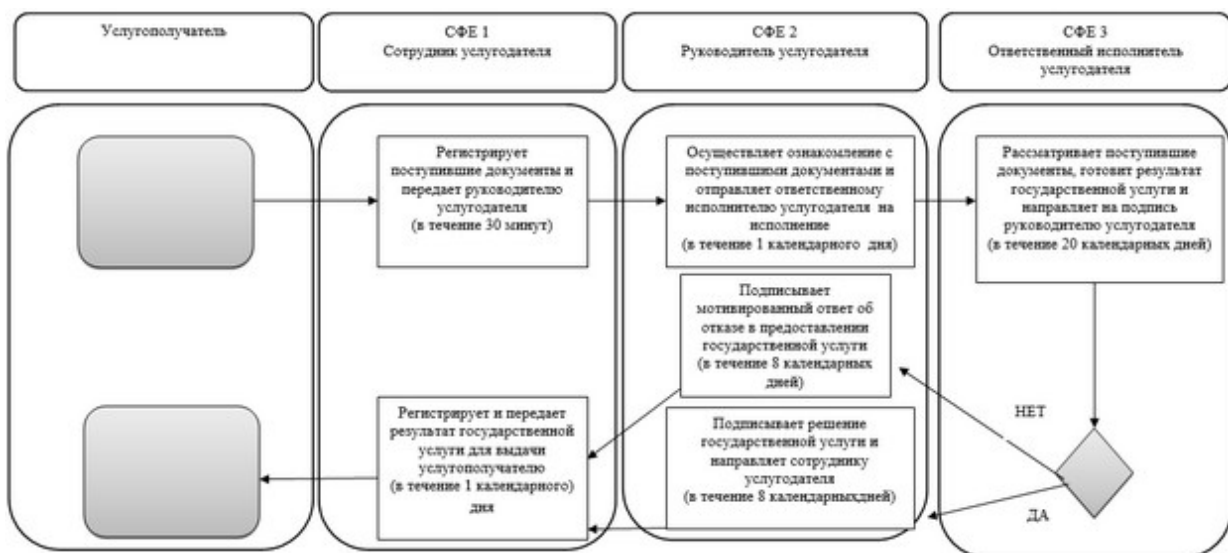 Услугополучатель
СФЕ 1
Сотрудник услугодателя
СФЕ 2
Руководитель услугодателя
СФЕ 3
Ответственный исполнитель
услугодателя
Регистрирует
поступившие документы и
передает руководителю
услугодателя
(в течение 30 минут)
Осуществляет ознакомление с
поступившими документами и
отправляет ответственному
исполнителю услугодателя на
исполнение
(в течение 1 календарного дня)
Рассматривает поступившие
документы, готовит результат
государственной услуги и
направляет на подпись
руководителю услугодателя
(в течение 20 календарных дней)
Подписывает
мотивированный ответ об
отказе в предоставлении
государственной услуги
(в течение 8 календарных
дней)
НЕТ
Регистрирует и передает
результат государственной
услуги для выдачи
услугополучателю
(в течение 1 календарного)
дня
Подписывает решение
государственной услуги и
направляет сотруднику
услугодателя
(в течение 8 календарныхдней)
ДА